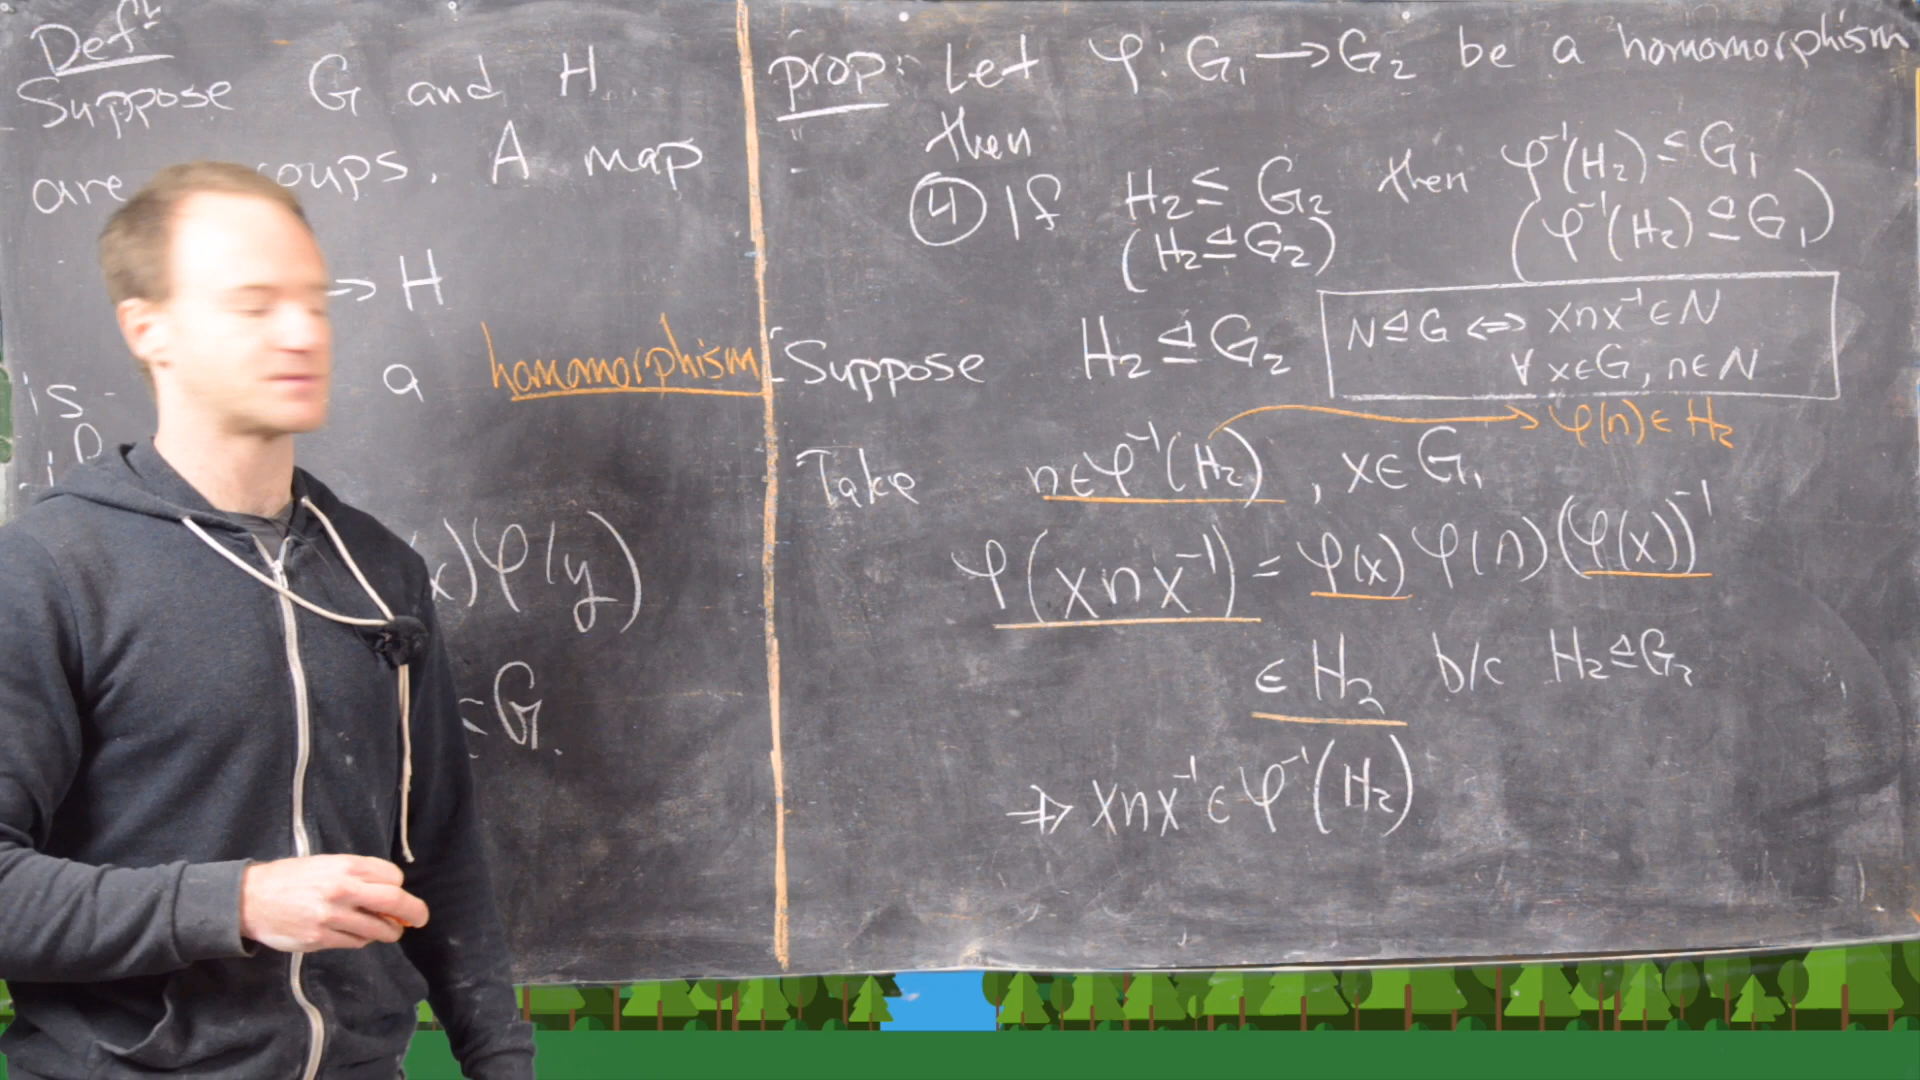 Defⁿ
Suppose G and H
are
. A map
→ H
is a homomorphism
)φ(y)
G.
prop: Let φ: G₁ → G₂ be a homomorphism
then
④ If H₂ ≤ G₂ then φ⁻¹(H₂) ≤ G₁
(H₂ ⊴ G₂) (φ⁻¹(H₂) ⊴ G₁)
Suppose H₂ ⊴ G₂
N ⊴ G ⇔ xnx⁻¹ ∈ N
∀ x∈G, n∈N
φ(n) ∈ H₂
Take n∈φ⁻¹(H₂), x∈G₁
φ(xnx⁻¹) = φ(x)φ(n)(φ(x))⁻¹
∈ H₂ b/c H₂ ⊴ G₂
⇒ xnx⁻¹ ∈ φ⁻¹(H₂)